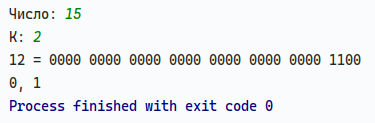 Число: 15
К: 2
12 = 0000 0000 0000 0000 0000 0000 0000 1100
0, 1
Process finished with exit code 0